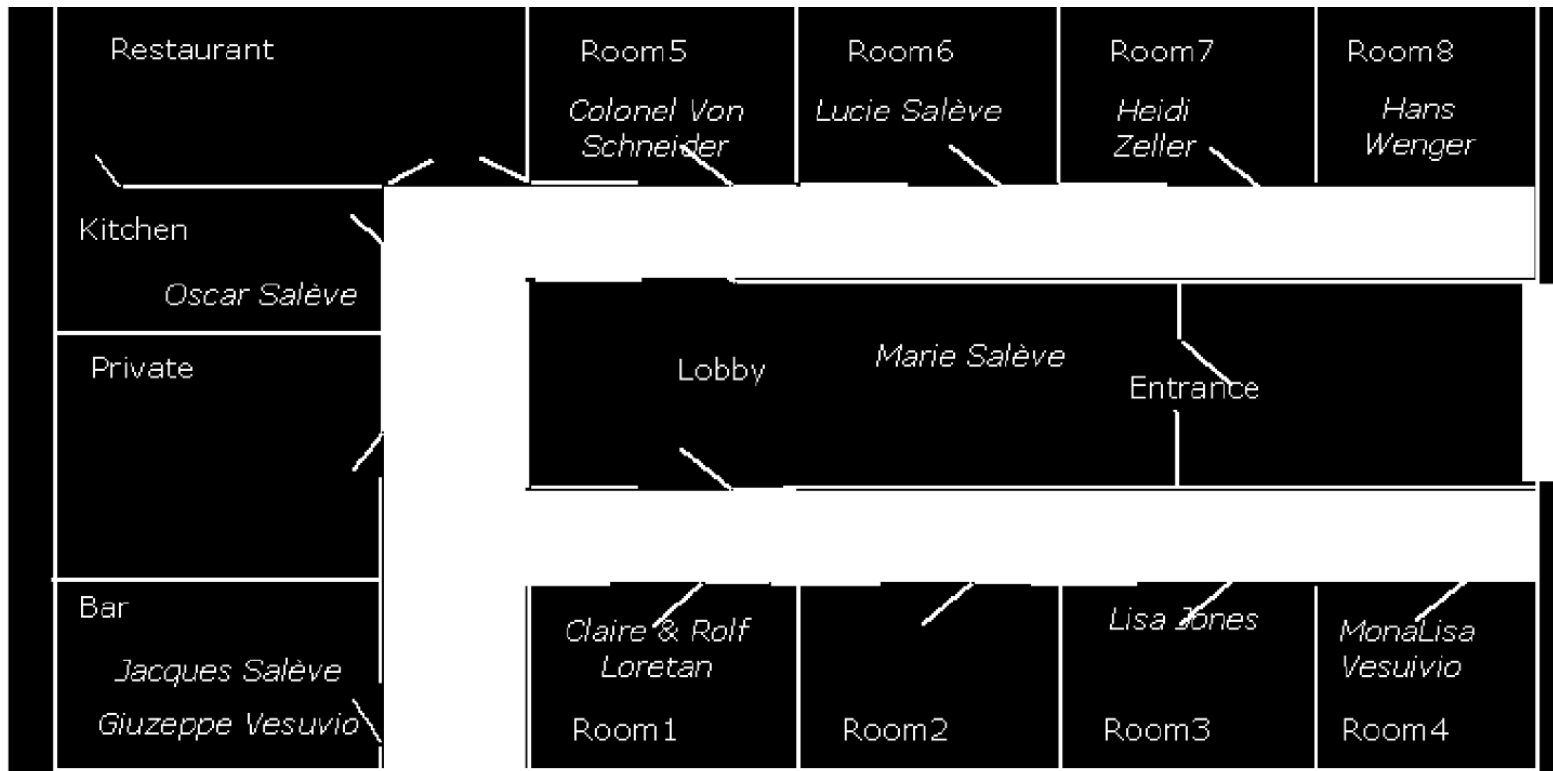 Restaurant
Room5
Room6
Room7
Room8
Colonel Von
Schneider
Lucie Salève
Heidi
Zeller
Hans
Wenger
Kitchen
Oscar Salève
Private
Lobby
Marie Salève
Entrance
Bar
Jacques Salève
Giuzeppe Vesuvio
Claire & Rolf
Loretan
Lisa Jones
MonaLisa
Vesuivio
Room1
Room2
Room3
Room4